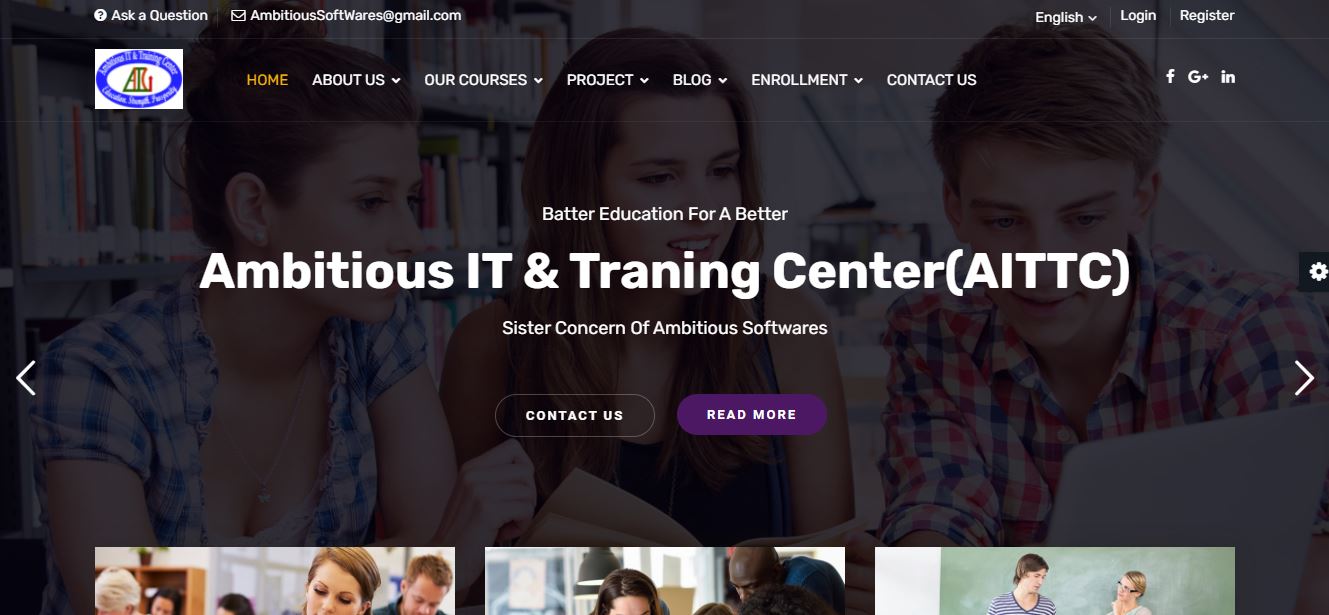 Ask a Question
AmbitiousSoftWares@gmail.com
English
Login
Register
Ambitious IT & Training Center
Education, Strength, Prosperity
HOME
ABOUT US
OUR COURSES
PROJECT
BLOG
ENROLLMENT
CONTACT US
Batter Education For A Better
Ambitious IT & Traning Center(AITTC)
Sister Concern Of Ambitious Softwares
CONTACT US
READ MORE